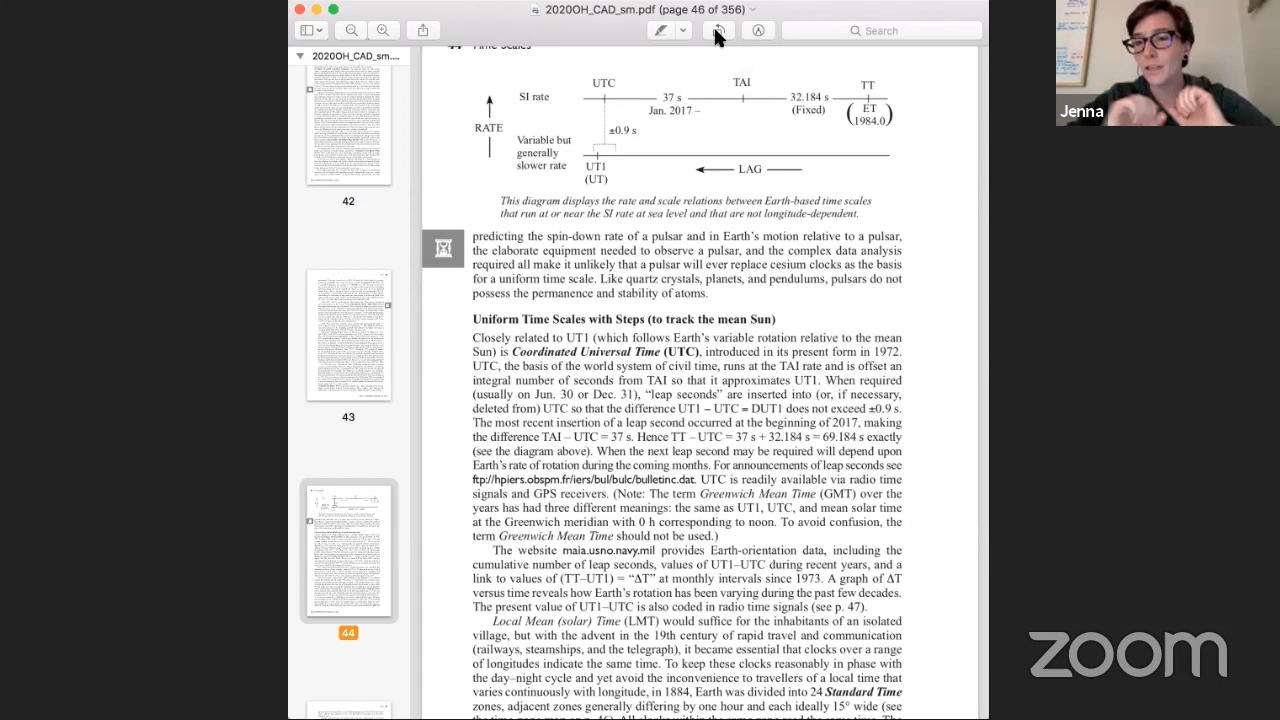 2020OH_CAD_sm.pdf (page 46 of 356)
Search
2020OH_CAD_sm....
42
43
44
44 Time Scales
UTC
TAI
TT
SI rate
37 s
32.184 s
Jan. 2017 –
(Fixed)
ET
1984.0
RATE
Variable but
generally
slower rate
UT1
(UT)
LAG
This diagram displays the rate and scale relations between Earth-based time scales
that run at or near the SI rate at sea level and that are not longitude-dependent.
predicting the spin-down rate of a pulsar and in Earth's motion relative to a pulsar,
the elaborate equipment needed to observe a pulsar, and the complex data analysis
required all make it unlikely that a pulsar will ever replace cesium clocks as the basis
for a uniform time scale. Like quartz crystals, planets, and pendulums, pulsars do not
possess the permanence and stability of atoms.
Uniform Time Scales with Steps to track the mean Sun
Closely related to UT1 (which follows Earth's variable rotation relative to the mean
Sun) is Coordinated Universal Time (UTC), introduced in its present form in 1972.
UTC, the basis of the world system of civil time, runs at the SI rate and is offset an
integral number of seconds from TAI so that it approximates UT1. When required
(usually on Jun. 30 or Dec. 31), "leap seconds" are inserted into (or, if necessary,
deleted from) UTC so that the difference UT1 – UTC = DUT1 does not exceed ±0.9 s.
The most recent insertion of a leap second occurred at the beginning of 2017, making
the difference TAI – UTC = 37 s. Hence TT – UTC = 37 s + 32.184 s = 69.184 s exactly
(see the diagram above). When the next leap second may be required will depend upon
Earth's rate of rotation during the coming months. For announcements of leap seconds see
ftp://hpiers.obspm.fr/iers/bul/bulc/bulletinc.dat. UTC is readily available via radio time
signals and GPS receivers. (Note: The term Greenwich Mean Time (GMT) over the
years has had three different meanings: the same as UT1, UTC, and mean solar time
at the Greenwich meridian with 0 h corresponding to noon. To avoid confusion, the
term Greenwich Mean Time should not be used.)
The website maia.usno.navy.mil provides Earth-orientation data, including the
cumulative number of leap seconds, values of UT1–UTC during recent years, and a
link to values of (TT–UT1) = ΔT at monthly intervals since 1973. A graph of ΔT
versus time reveals how Earth's rotation has been varying over the past few decades.
The present value of UT1–UTC is also coded in radio time signals (see p. 47).
Local Mean (solar) Time (LMT) would suffice for the inhabitants of an isolated
village, but with the advent in the 19th century of rapid travel and communication
(railways, steamships, and the telegraph), it became essential that clocks over a range
of longitudes indicate the same time. To keep these clocks reasonably in phase with
the day–night cycle and yet avoid the inconvenience to travellers of a local time that
varies continuously with longitude, in 1884, Earth was divided into 24 Standard Time
zones, adjacent zones generally differing by one hour and each ideally 15° wide (see
Jenna
zoom